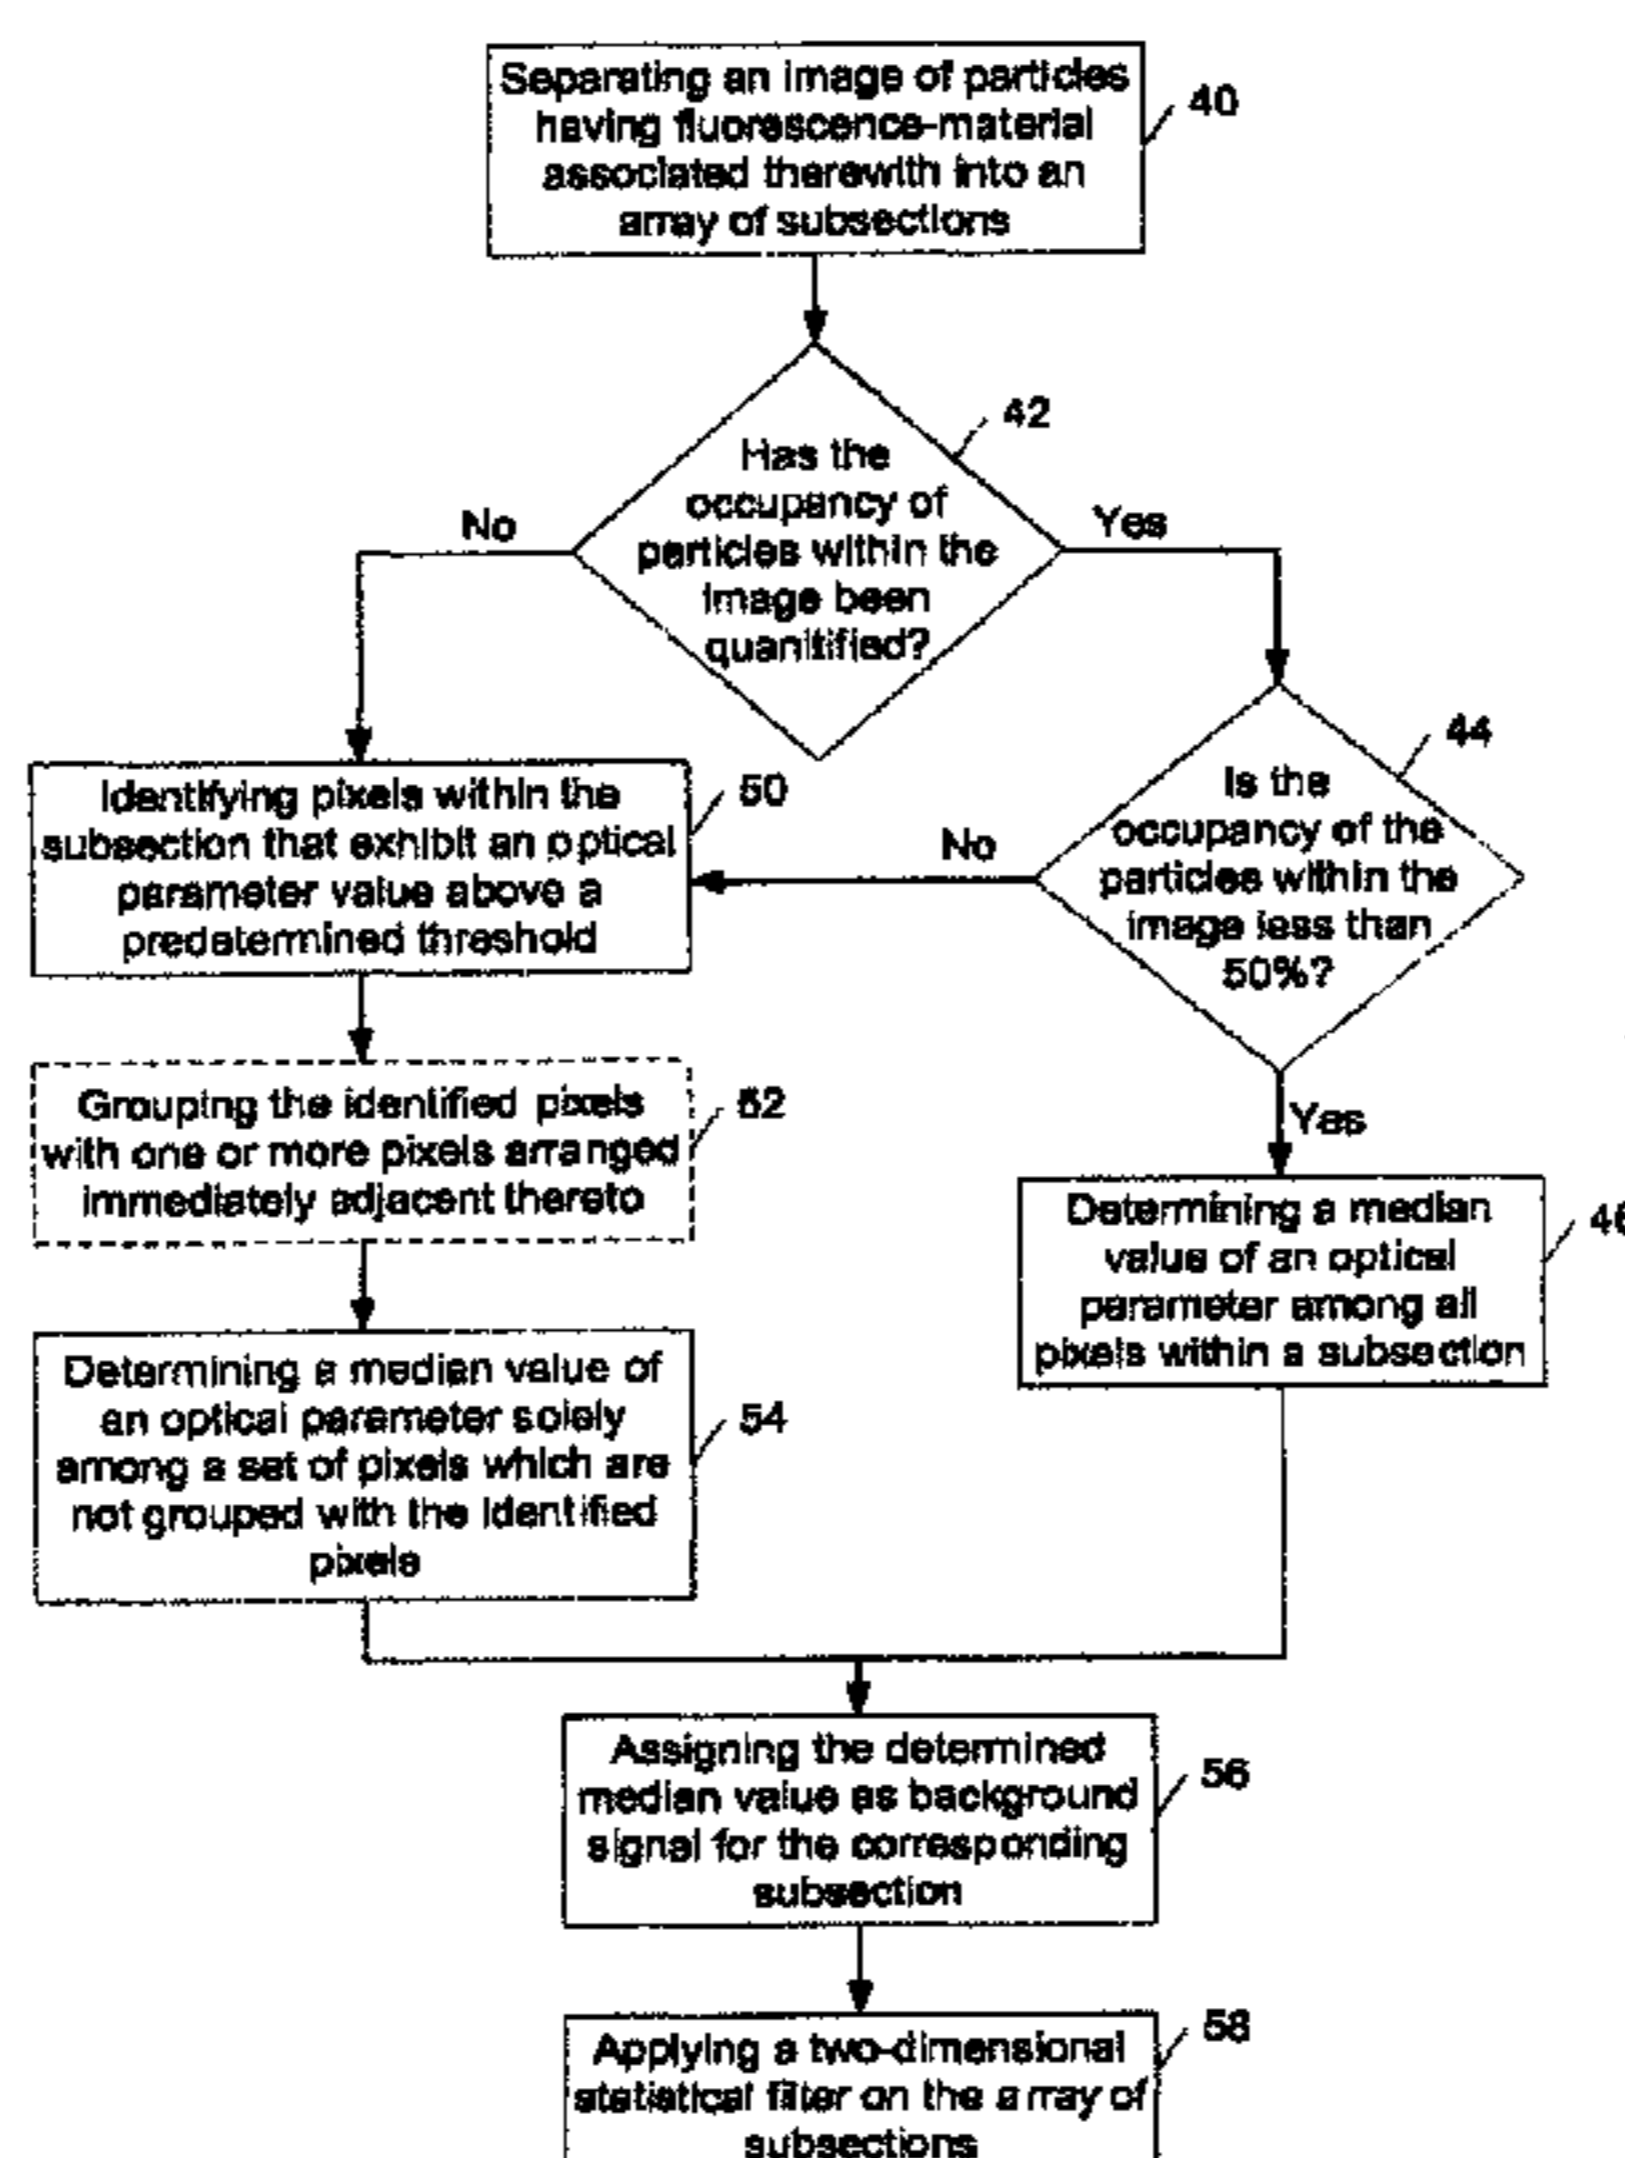 Separating an image of particles
having fluorescence-material
associated therewith into an
array of subsections
40
Has the
occupancy of
particles within the
image been
quanitified?
42
No
Yes
Is the
occupancy of the
particles within the
image less than
50%?
44
No
Yes
Identifying pixels within the
subsection that exhibit an optical
parameter value above a
predetermined threshold
50
Grouping the identified pixels
with one or more pixels arranged
immediately adjacent thereto
52
Determining a median
value of an optical
parameter among all
pixels within a subsection
Determining a median value of
an optical parameter solely
among a set of pixels which are
not grouped with the identified
pixels
54
Assigning the determined
median value as background
signal for the corresponding
subsection
56
Applying a two-dimensional
statistical filter on the array of
subsections
58